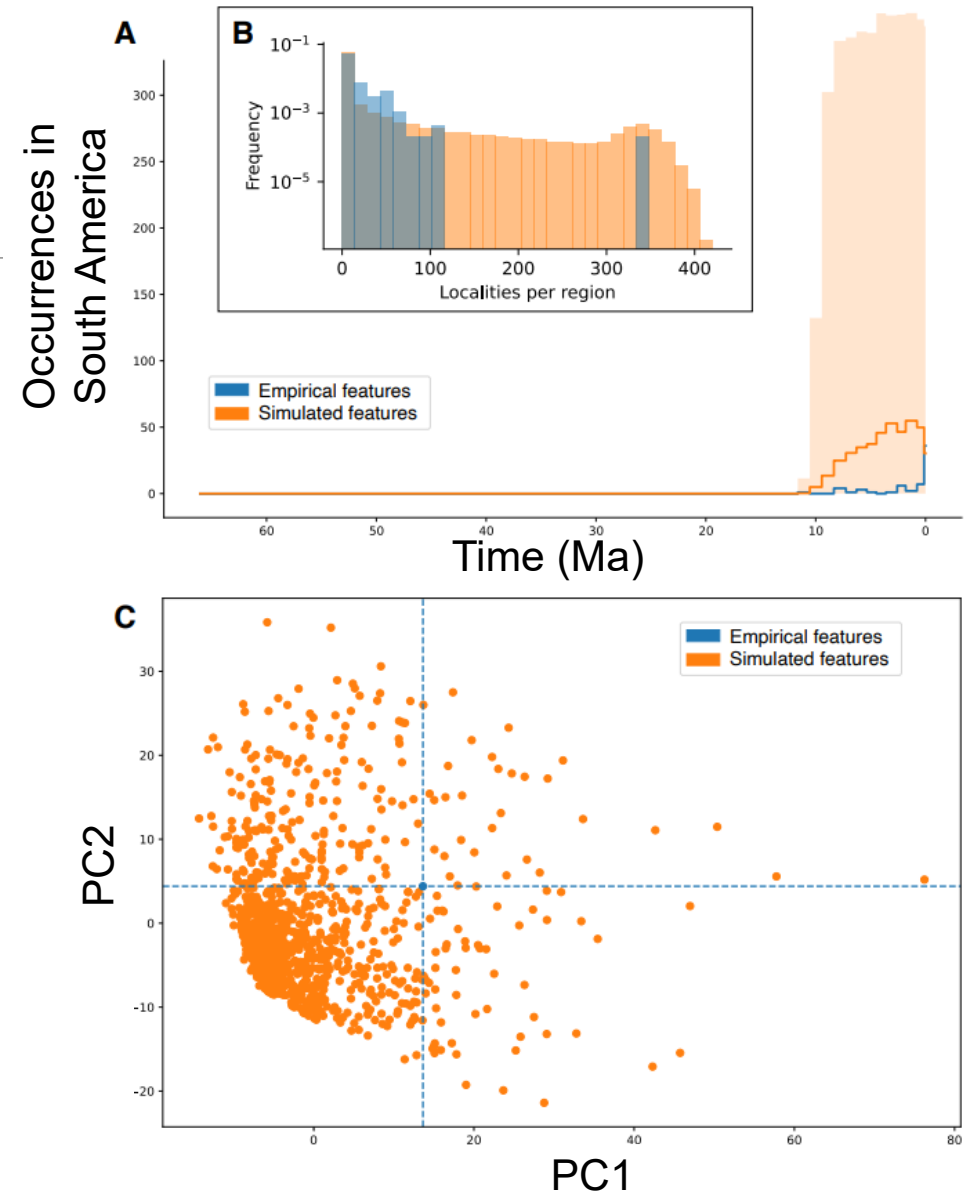 A
B
Occurrences in
South America
300
250
200
150
100
50
0
10⁻¹
10⁻³
10⁻⁵
Frequency
0 100 200 300 400
Localities per region
Empirical features
Simulated features
60 50 40 30 20 10 0
Time (Ma)
C
Empirical features
Simulated features
PC2
30
20
10
0
-10
-20
0 20 40 60 80
PC1